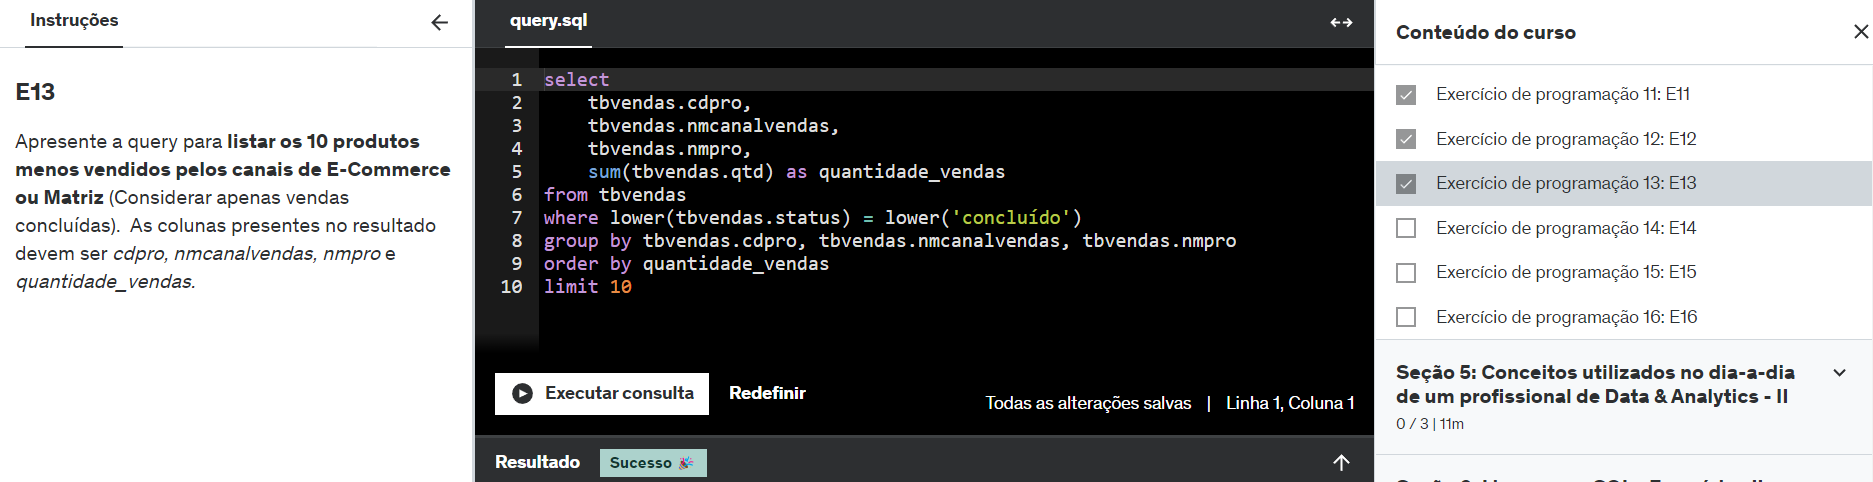 Instruções
E13
Apresente a query para listar os 10 produtos
menos vendidos pelos canais de E-Commerce
ou Matriz (Considerar apenas vendas
concluídas).  As colunas presentes no resultado
devem ser cdpro, nmcanalvendas, nmpro e
quantidade_vendas.
query.sql
1 select
2     tbvendas.cdpro,
3     tbvendas.nmcanalvendas,
4     tbvendas.nmpro,
5     sum(tbvendas.qtd) as quantidade_vendas
6 from tbvendas
7 where lower(tbvendas.status) = lower('concluído')
8 group by tbvendas.cdpro, tbvendas.nmcanalvendas, tbvendas.nmpro
9 order by quantidade_vendas
10 limit 10
Executar consulta Redefinir
Todas as alterações salvas | Linha 1, Coluna 1
Resultado Sucesso
Conteúdo do curso
Exercício de programação 11: E11
Exercício de programação 12: E12
Exercício de programação 13: E13
Exercício de programação 14: E14
Exercício de programação 15: E15
Exercício de programação 16: E16
Seção 5: Conceitos utilizados no dia-a-dia
de um profissional de Data & Analytics - II
0 / 3 | 11m